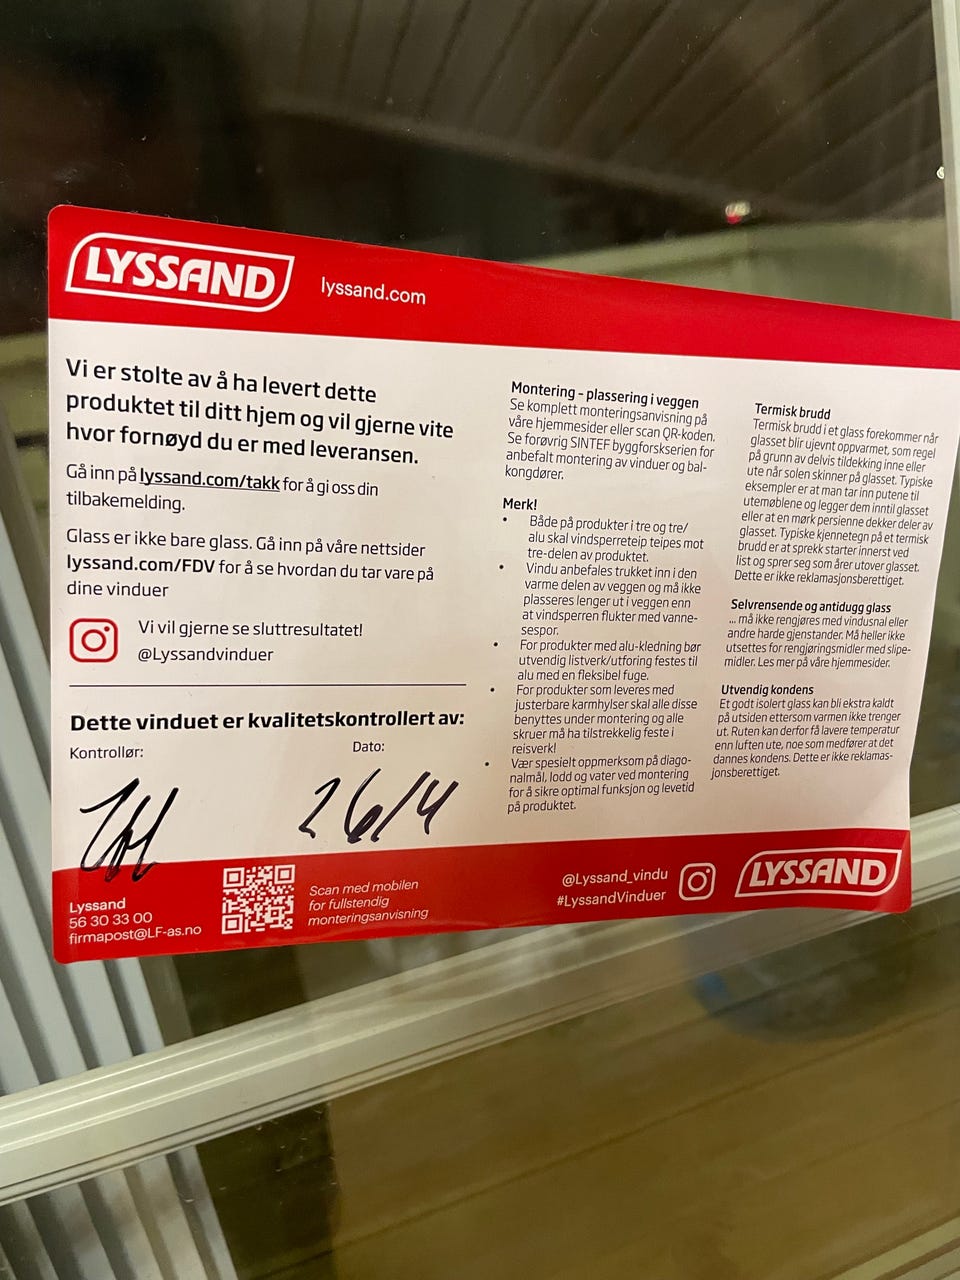 LYSSAND
lyssand.com
Vi er stolte av å ha levert dette
produktet til ditt hjem og vil gjerne vite
hvor fornøyd du er med leveransen.
Gå inn på lyssand.com/takk for å gi oss din
tilbakemelding.
Glass er ikke bare glass. Gå inn på våre nettsider
lyssand.com/FDV for å se hvordan du tar vare på
dine vinduer
Vi vil gjerne se sluttresultatet!
@Lyssandvinduer
Dette vinduet er kvalitetskontrollert av:
Kontrollør:
Dato:
26/4
Montering – plassering i veggen
Se komplett monteringsanvisning på
våre hjemmesider eller scan QR-koden.
Se forøvrig SINTEF byggforskserien for
anbefalt montering av vinduer og bal-
kongdører.
Merk!
• Både på produkter i tre og tre/
alu skal vindsperreteip teipes mot
tre-delen av produktet.
• Vindu anbefales trukket inn i den
varme delen av veggen og må ikke
plasseres lenger ut i veggen enn
at vindsperren flukter med vanne-
sespor.
• For produkter med alu-kledning bør
utvendig listverk/utforing festes til
alu med en fleksibel fuge.
• For produkter som leveres med
justerbare karmhylser skal alle disse
benyttes under montering og alle
skruer må ha tilstrekkelig feste i
reisverk!
• Vær spesielt oppmerksom på diago-
nalmål, lodd og vater ved montering
for å sikre optimal funksjon og levetid
på produktet.
Termisk brudd
Termisk brudd i et glass forekommer når
glasset blir ujevnt oppvarmet, som regel
på grunn av delvis tildekking inne eller
ute når solen skinner på glasset. Typiske
eksempler er at man tar inn putene til
utemøblene og legger dem inntil glasset
eller at en mørk persienne dekker deler av
glasset. Typiske kjennetegn på et termisk
brudd er at sprekk starter innerst ved
list og sprer seg som årer utover glasset.
Dette er ikke reklamasjonsberettiget.
Selvrensende og antidugg glass
... må ikke rengjøres med vindusnal eller
andre harde gjenstander. Må heller ikke
utsettes for rengjøringsmidler med slipe-
midler. Les mer på våre hjemmesider.
Utvendig kondens
Et godt isolert glass kan bli ekstra kaldt
på utsiden ettersom varmen ikke trenger
ut. Ruten kan derfor få lavere temperatur
enn luften ute, noe som medfører at det
dannes kondens. Dette er ikke reklamas-
jonsberettiget.
Lyssand
56 30 33 00
firmapost@LF-as.no
Scan med mobilen
for fullstendig
monteringsanvisning
@Lyssand_vindu
#LyssandVinduer
LYSSAND